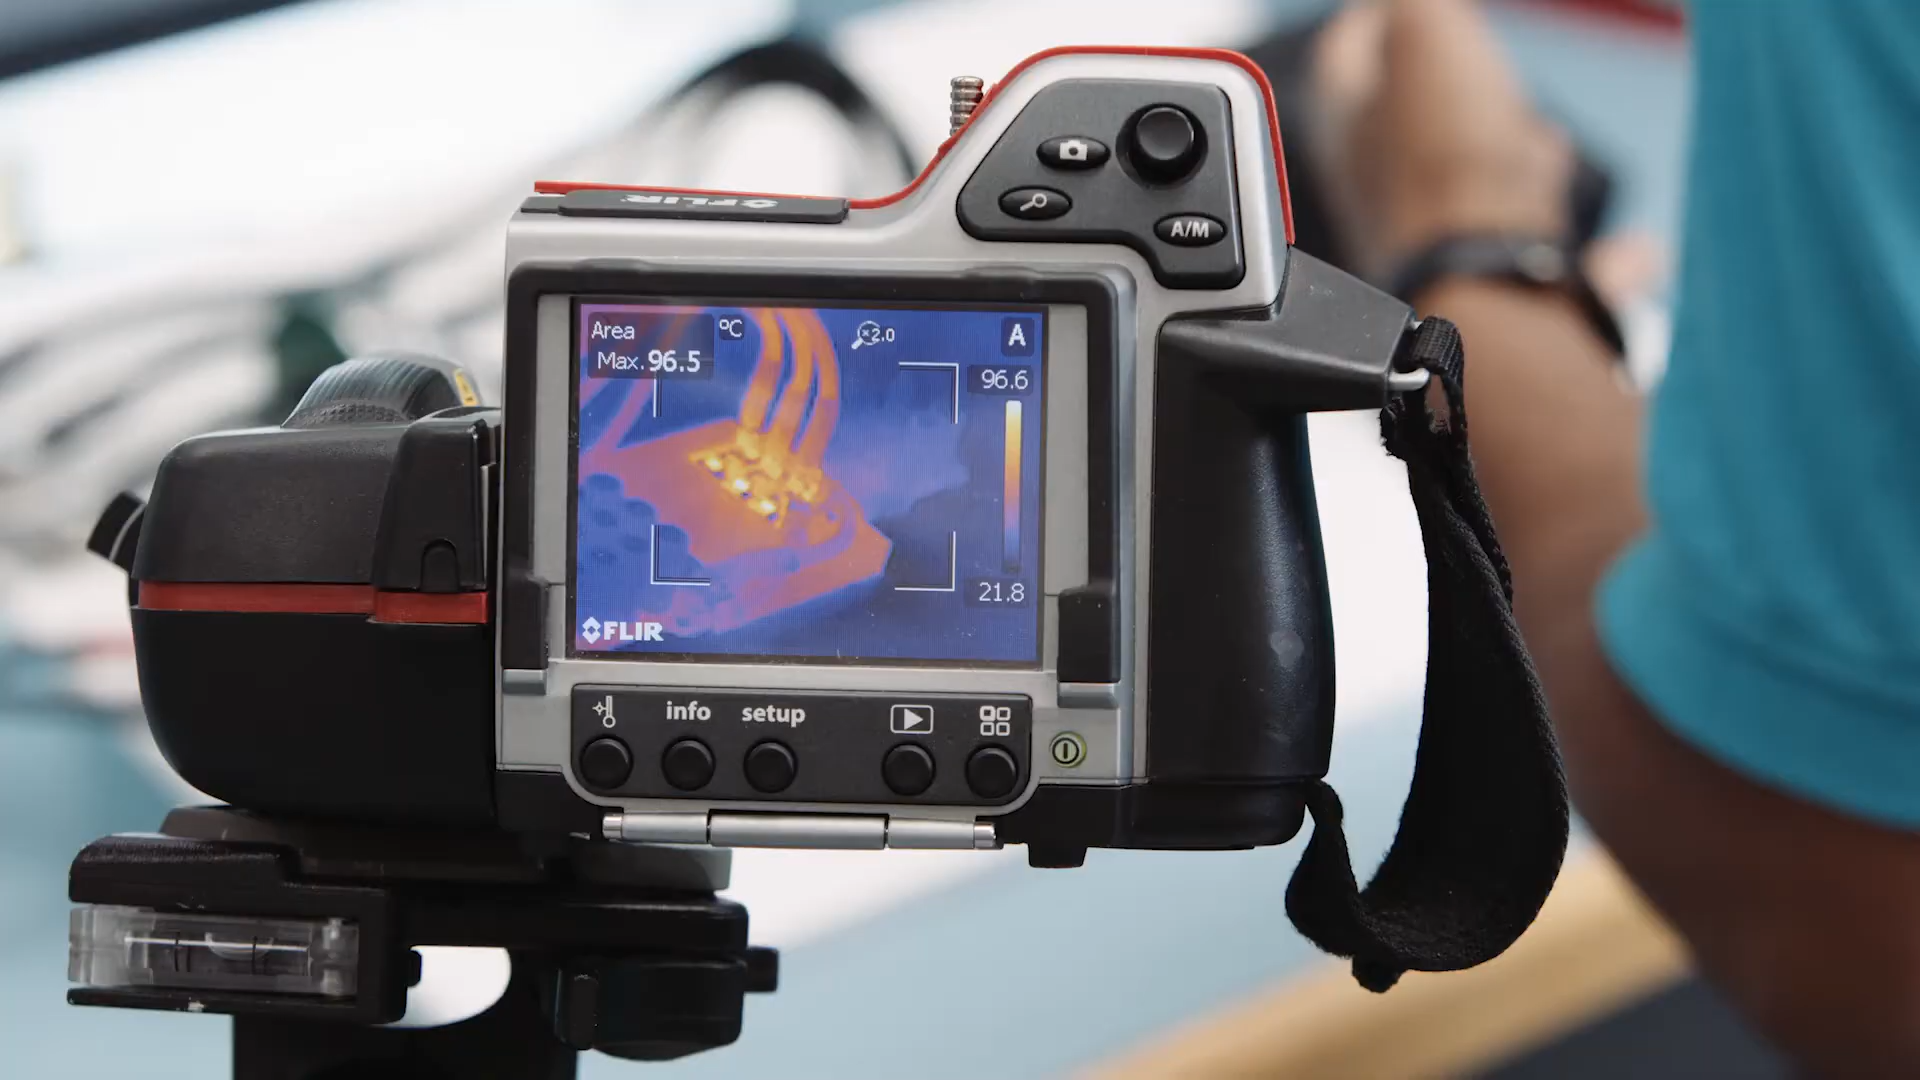 FLIR
A/M
Area °C ×2.0 A
Max. 96.5
96.6
21.8
FLIR
info setup